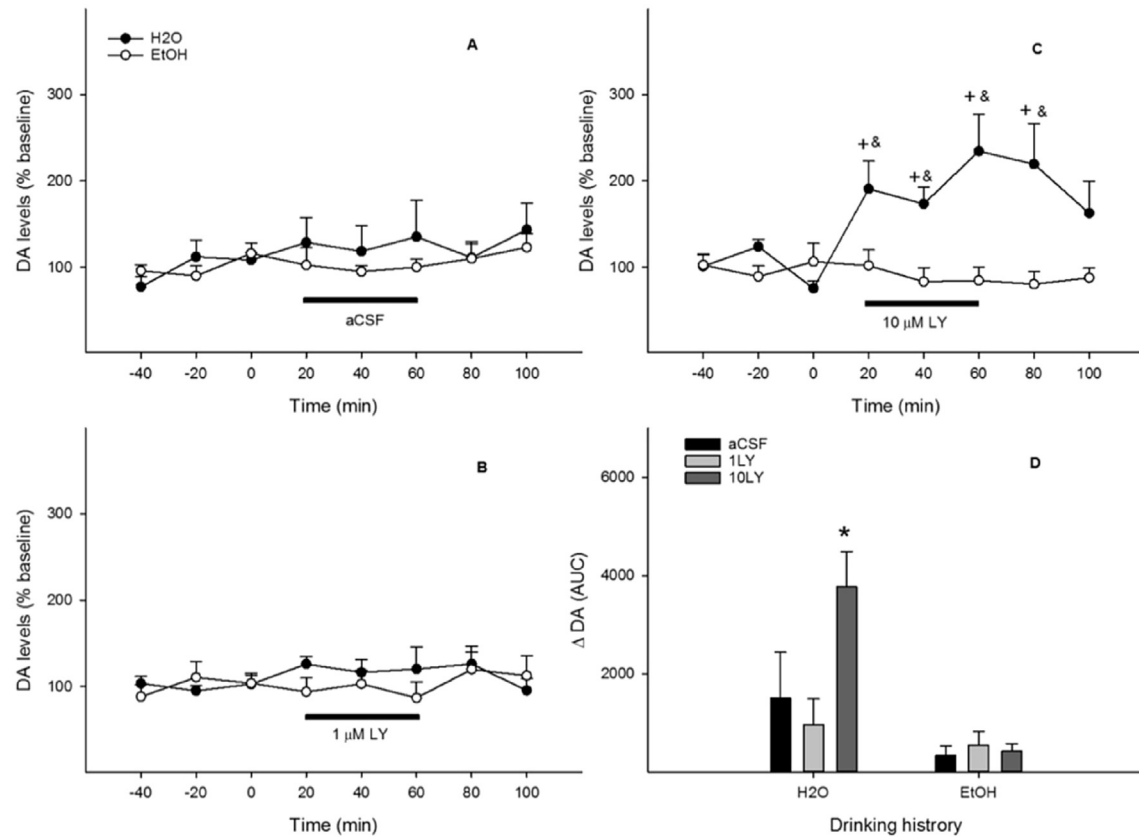 H2O
EtOH
A
DA levels (% baseline)
300
200
100
aCSF
-40 -20 0 20 40 60 80 100
Time (min)
C
DA levels (% baseline)
300
200
100
+ &
+ &
+ &
+ &
10 μM LY
-40 -20 0 20 40 60 80 100
Time (min)
B
DA levels (% baseline)
300
200
100
1 μM LY
-40 -20 0 20 40 60 80 100
Time (min)
aCSF
1LY
10LY
D
Δ DA (AUC)
6000
4000
2000
*
H2O EtOH
Drinking histrory